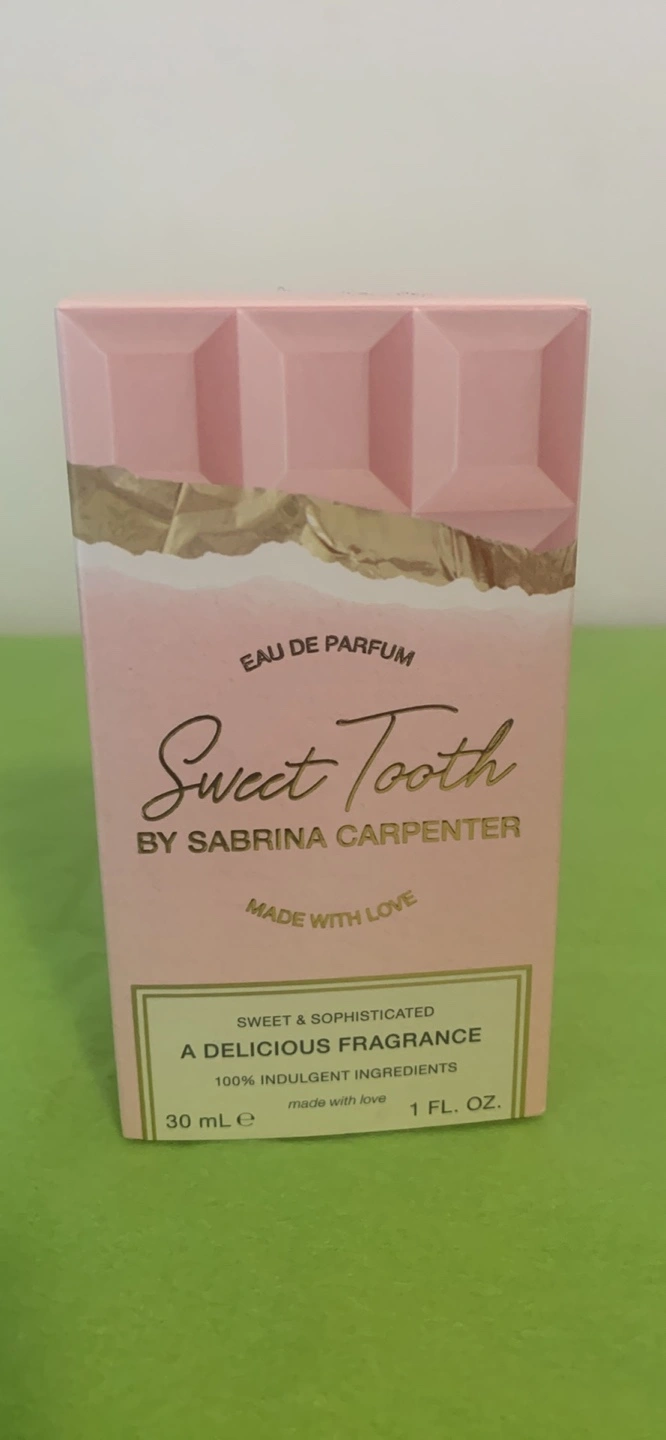 EAU DE PARFUM
Sweet Tooth
BY SABRINA CARPENTER
MADE WITH LOVE
SWEET & SOPHISTICATED
A DELICIOUS FRAGRANCE
100% INDULGENT INGREDIENTS
made with love
30 mL ℮ 1 FL. OZ.